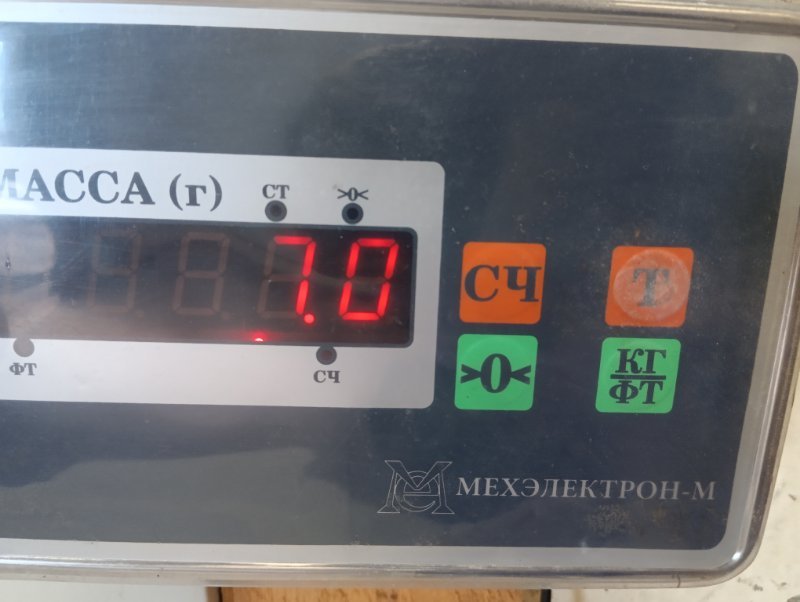 МАССА (г)
СТ >0<
7.0
ФТ СЧ
СЧ Т
>0< КГ
ФТ
МЕХЭЛЕКТРОН-М